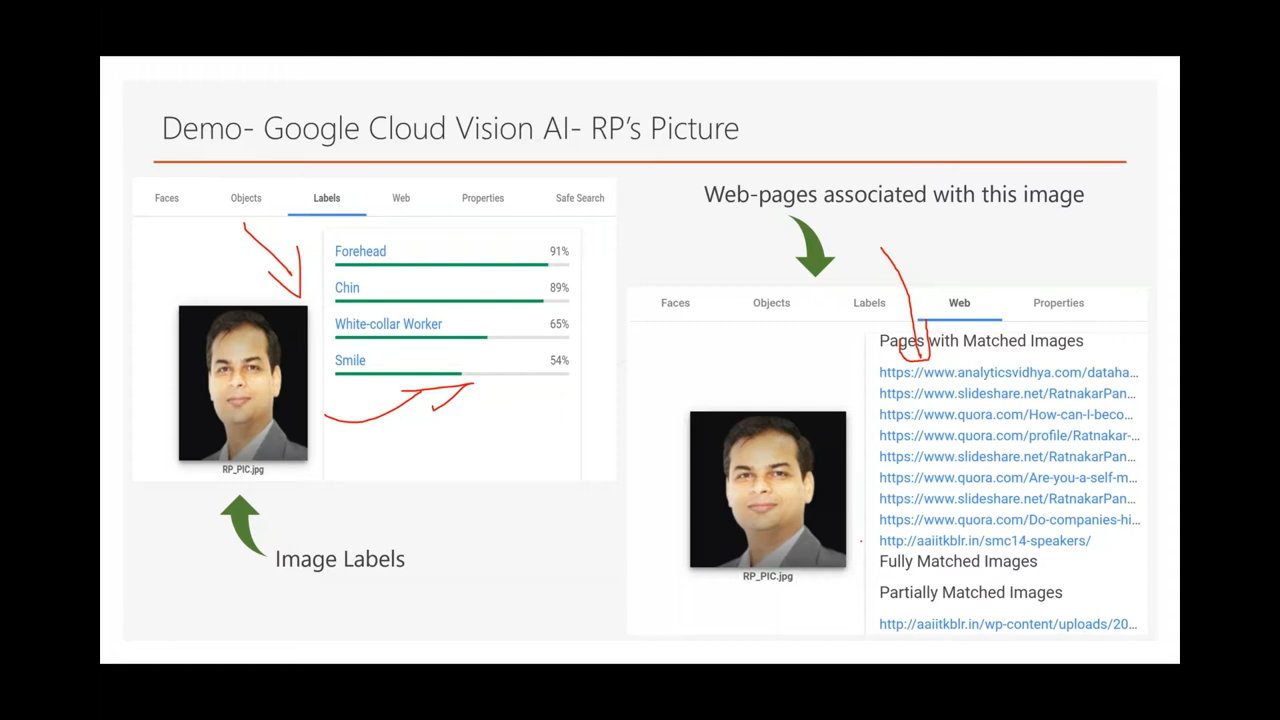 Demo- Google Cloud Vision AI- RP's Picture
Faces Objects Labels Web Properties Safe Search
Forehead 91%
Chin 89%
White-collar Worker 65%
Smile 54%
RP_PIC.jpg
Image Labels
Web-pages associated with this image
Faces Objects Labels Web Properties
Pages with Matched Images
https://www.analyticsvidhya.com/dataha...
https://www.slideshare.net/RatnakarPan...
https://www.quora.com/How-can-I-beco...
https://www.quora.com/profile/Ratnakar-...
https://www.slideshare.net/RatnakarPan...
https://www.quora.com/Are-you-a-self-m...
https://www.slideshare.net/RatnakarPan...
https://www.quora.com/Do-companies-hi...
http://aaiitkblr.in/smc14-speakers/
Fully Matched Images
Partially Matched Images
http://aaiitkblr.in/wp-content/uploads/20...
RP_PIC.jpg